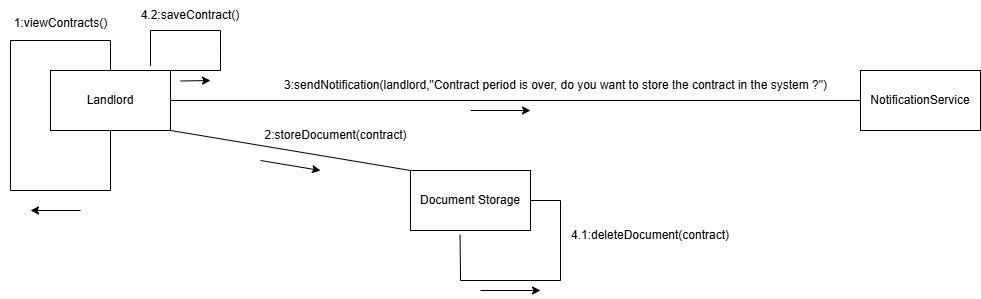 4.2:saveContract()
1:viewContracts()
3:sendNotification(landlord,"Contract period is over, do you want to store the contract in the system ?")
Landlord
NotificationService
2:storeDocument(contract)
Document Storage
4.1:deleteDocument(contract)